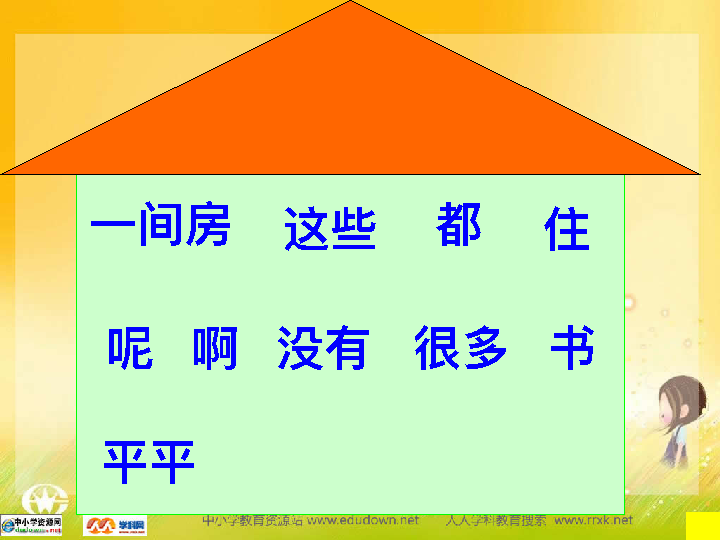 一间房 这些 都 住
呢 啊 没有 很多 书
平平
中小学资源网 学科网 中小学教育资源站 www.edudown.net 人人学科教育搜索 www.rrxk.net